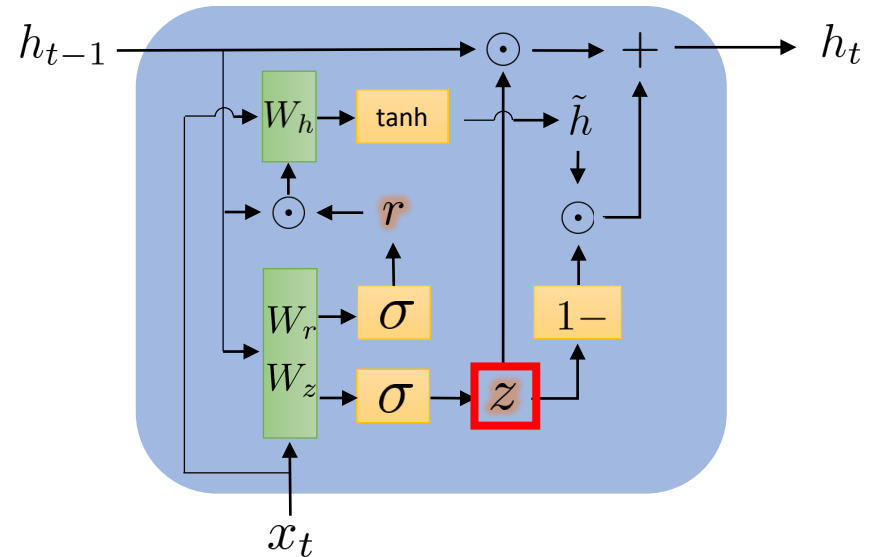 h_{t-1} ⊙ + h_t
W_h tanh h̃
⊙ r ⊙
W_r σ 1−
W_z σ z
x_t